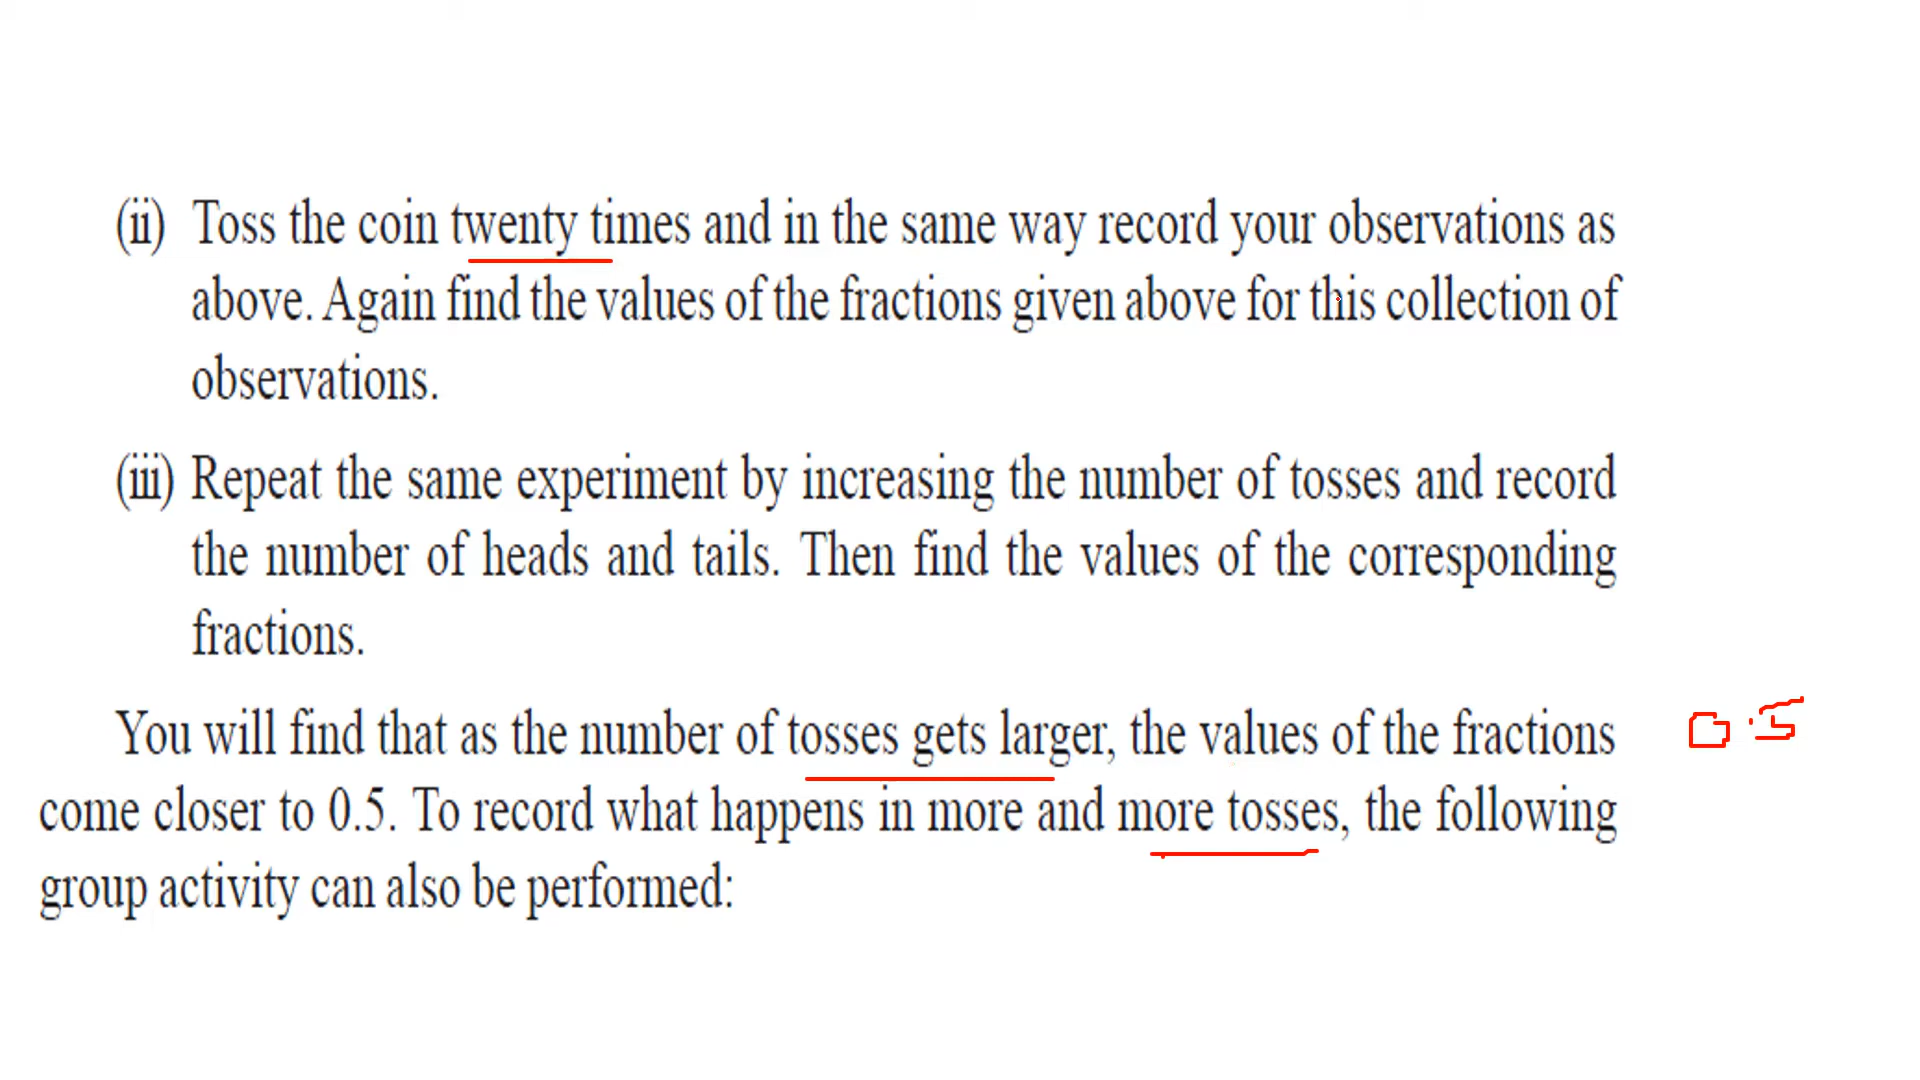 (ii) Toss the coin twenty times and in the same way record your observations as
above. Again find the values of the fractions given above for this collection of
observations.
(iii) Repeat the same experiment by increasing the number of tosses and record
the number of heads and tails. Then find the values of the corresponding
fractions.
You will find that as the number of tosses gets larger, the values of the fractions
0.5
come closer to 0.5. To record what happens in more and more tosses, the following
group activity can also be performed: